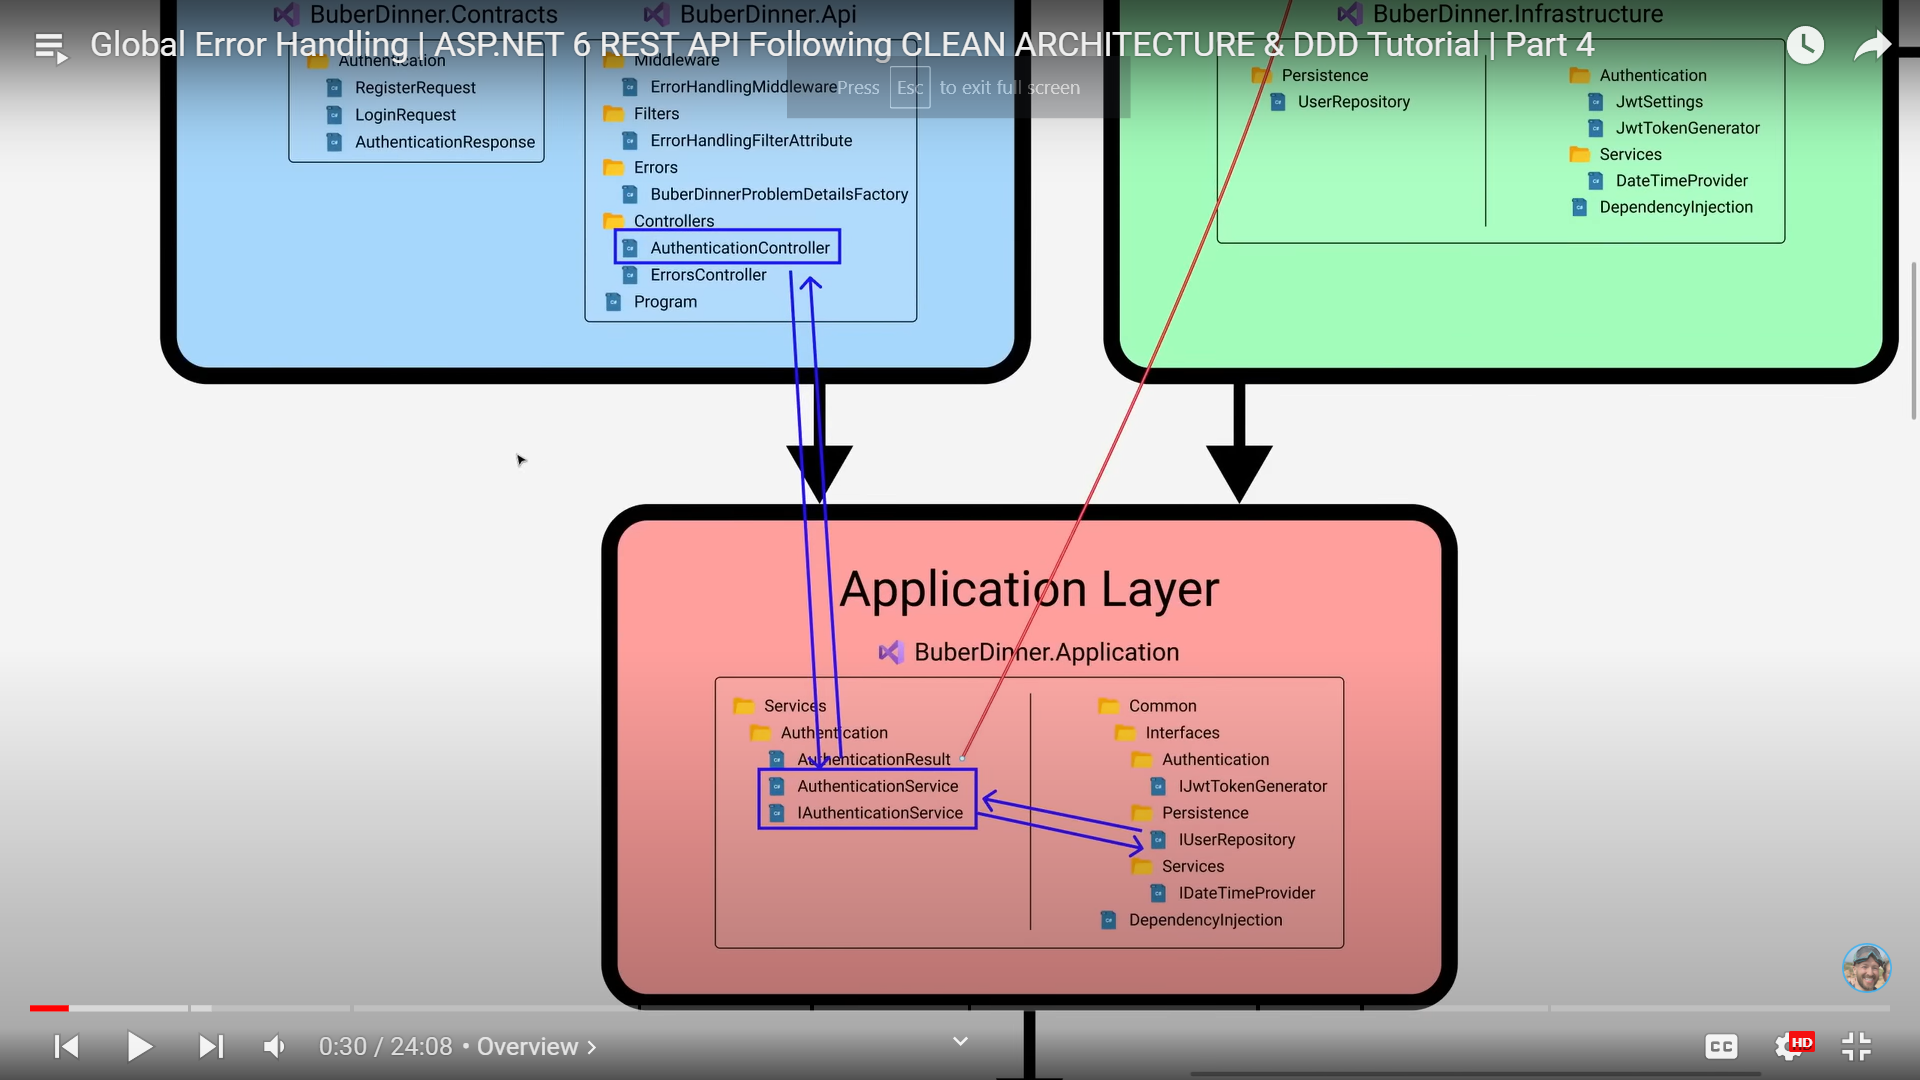 BuberDinner.Contracts
BuberDinner.Api
BuberDinner.Infrastructure
Global Error Handling | ASP.NET 6 REST API Following CLEAN ARCHITECTURE & DDD Tutorial | Part 4
Press Esc to exit full screen
Authentication
RegisterRequest
LoginRequest
AuthenticationResponse
Middleware
ErrorHandlingMiddleware
Filters
ErrorHandlingFilterAttribute
Errors
BuberDinnerProblemDetailsFactory
Controllers
AuthenticationController
ErrorsController
Program
Persistence
UserRepository
Authentication
JwtSettings
JwtTokenGenerator
Services
DateTimeProvider
DependencyInjection
Application Layer
BuberDinner.Application
Services
Authentication
AuthenticationResult
AuthenticationService
IAuthenticationService
Common
Interfaces
Authentication
IJwtTokenGenerator
Persistence
IUserRepository
Services
IDateTimeProvider
DependencyInjection
0:30 / 24:08 • Overview
CC
HD